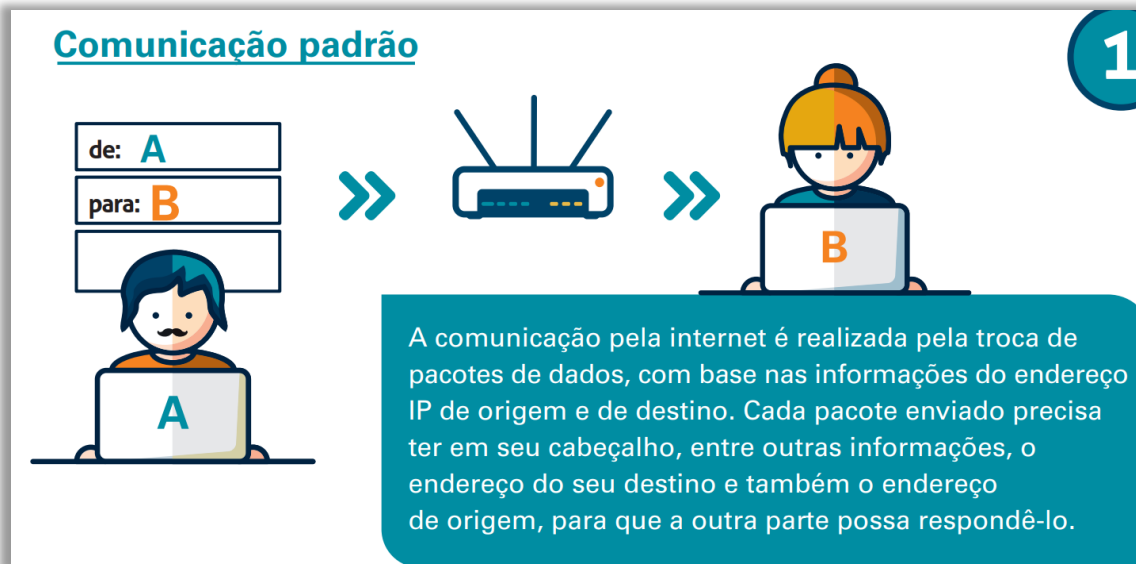 Comunicação padrão
1
de: A
para: B
A
B
A comunicação pela internet é realizada pela troca de
pacotes de dados, com base nas informações do endereço
IP de origem e de destino. Cada pacote enviado precisa
ter em seu cabeçalho, entre outras informações, o
endereço do seu destino e também o endereço
de origem, para que a outra parte possa respondê-lo.